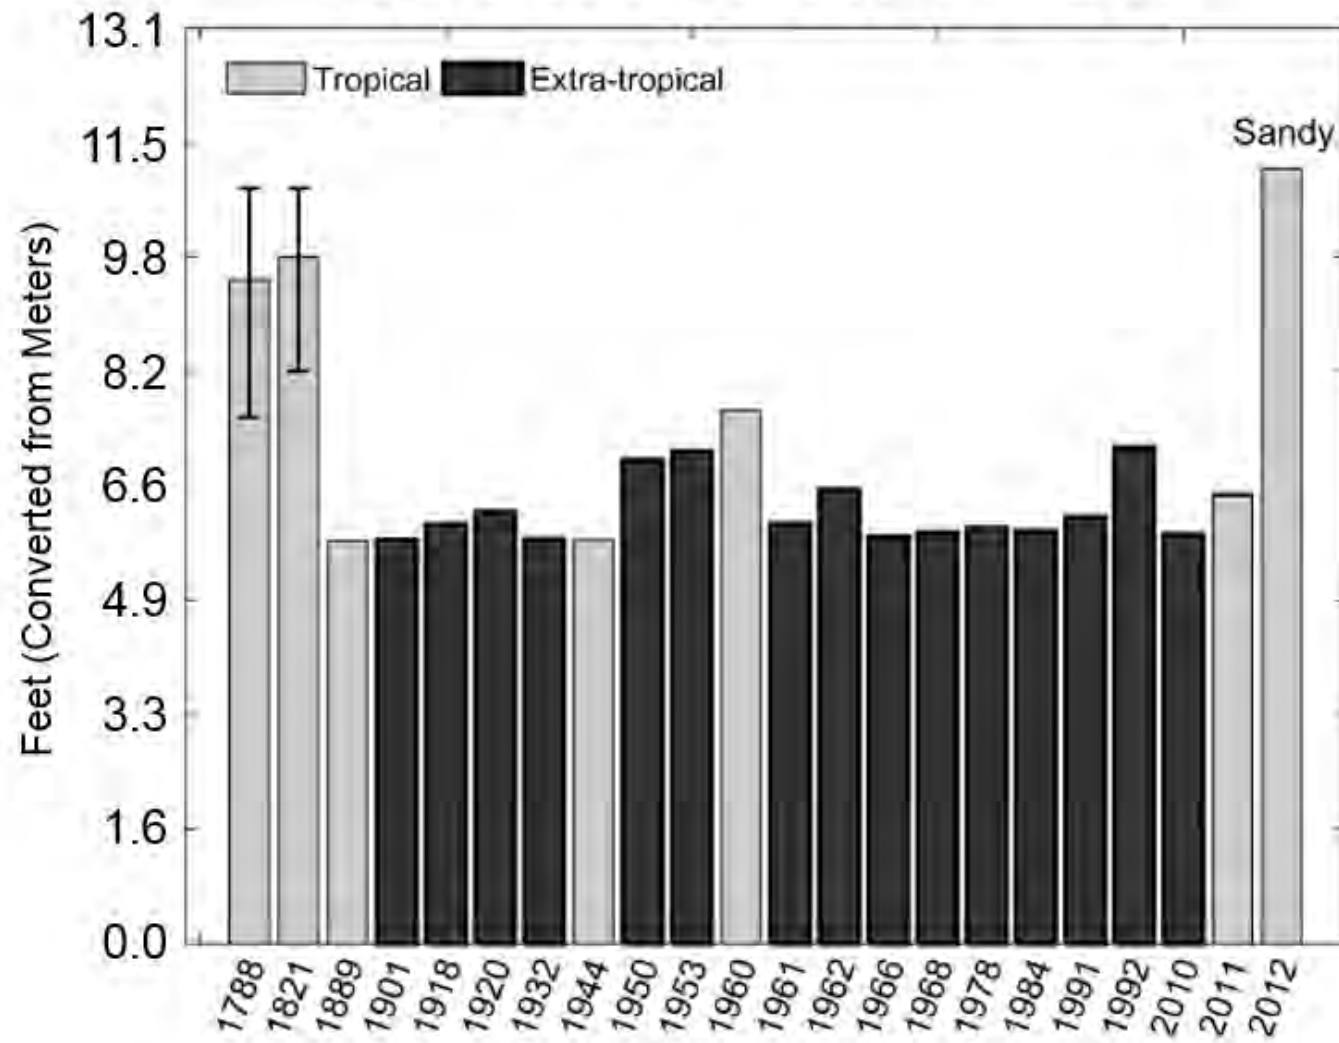 13.1
Tropical Extra-tropical
Sandy
11.5
9.8
8.2
6.6
4.9
3.3
1.6
0.0
Feet (Converted from Meters)
1788 1821 1889 1901 1918 1920 1932 1944 1950 1953 1960 1961 1962 1966 1968 1978 1984 1991 1992 2010 2011 2012